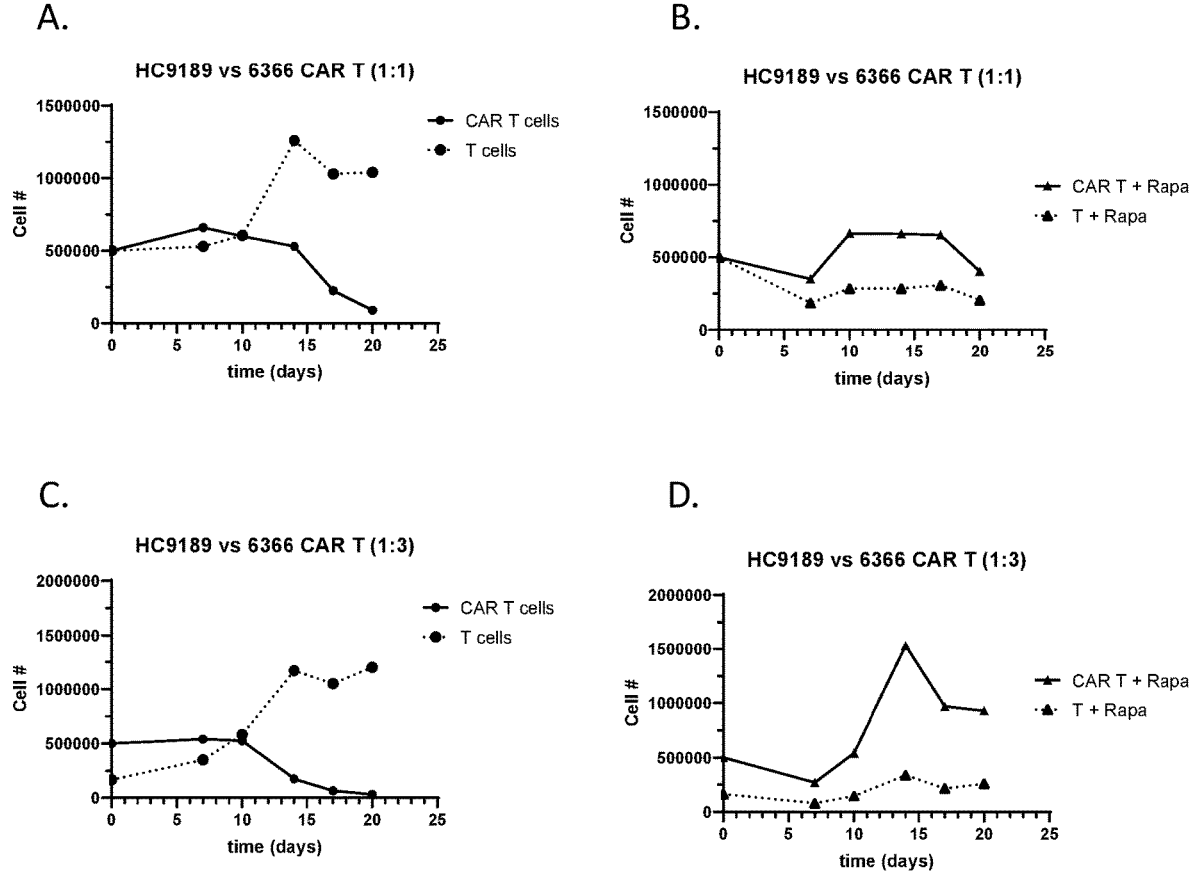 A.
HC9189 vs 6366 CAR T (1:1)
1500000
1000000
500000
0
Cell #
0 5 10 15 20 25
time (days)
CAR T cells
T cells
B.
HC9189 vs 6366 CAR T (1:1)
1500000
1000000
500000
0
Cell #
0 5 10 15 20 25
time (days)
CAR T + Rapa
T + Rapa
C.
HC9189 vs 6366 CAR T (1:3)
2000000
1500000
1000000
500000
0
Cell #
0 5 10 15 20 25
time (days)
CAR T cells
T cells
D.
HC9189 vs 6366 CAR T (1:3)
2000000
1500000
1000000
500000
0
Cell #
0 5 10 15 20 25
time (days)
CAR T + Rapa
T + Rapa